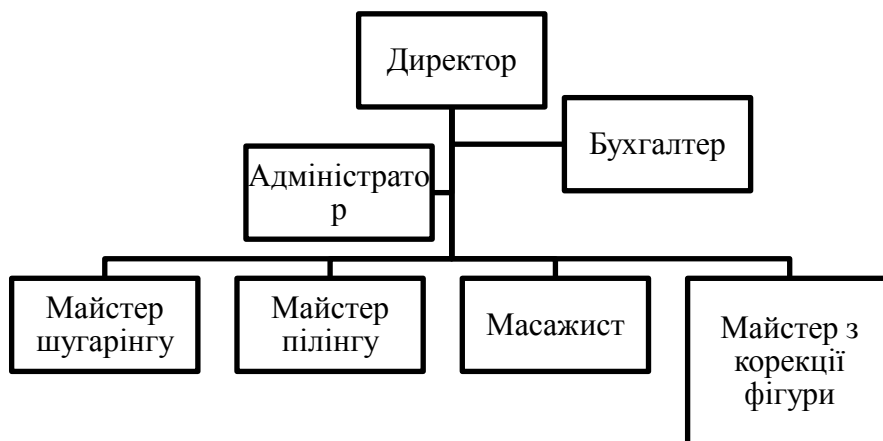 Директор
Бухгалтер
Адміністрато
р
Майстер
шугарінгу
Майстер
пілінгу
Масажист
Майстер з
корекції
фігури